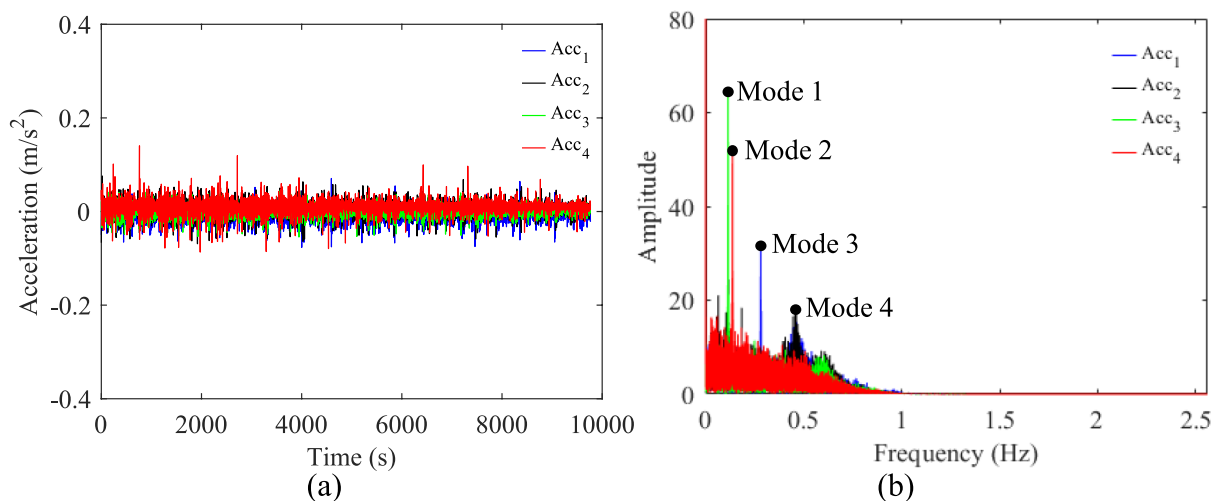 0.4
0.2
0
-0.2
-0.4
Acceleration (m/s²)
Acc₁
Acc₂
Acc₃
Acc₄
0 2000 4000 6000 8000 10000
Time (s)
(a)
80
60
40
20
0
Amplitude
Mode 1
Mode 2
Mode 3
Mode 4
Acc₁
Acc₂
Acc₃
Acc₄
0 0.5 1 1.5 2 2.5
Frequency (Hz)
(b)